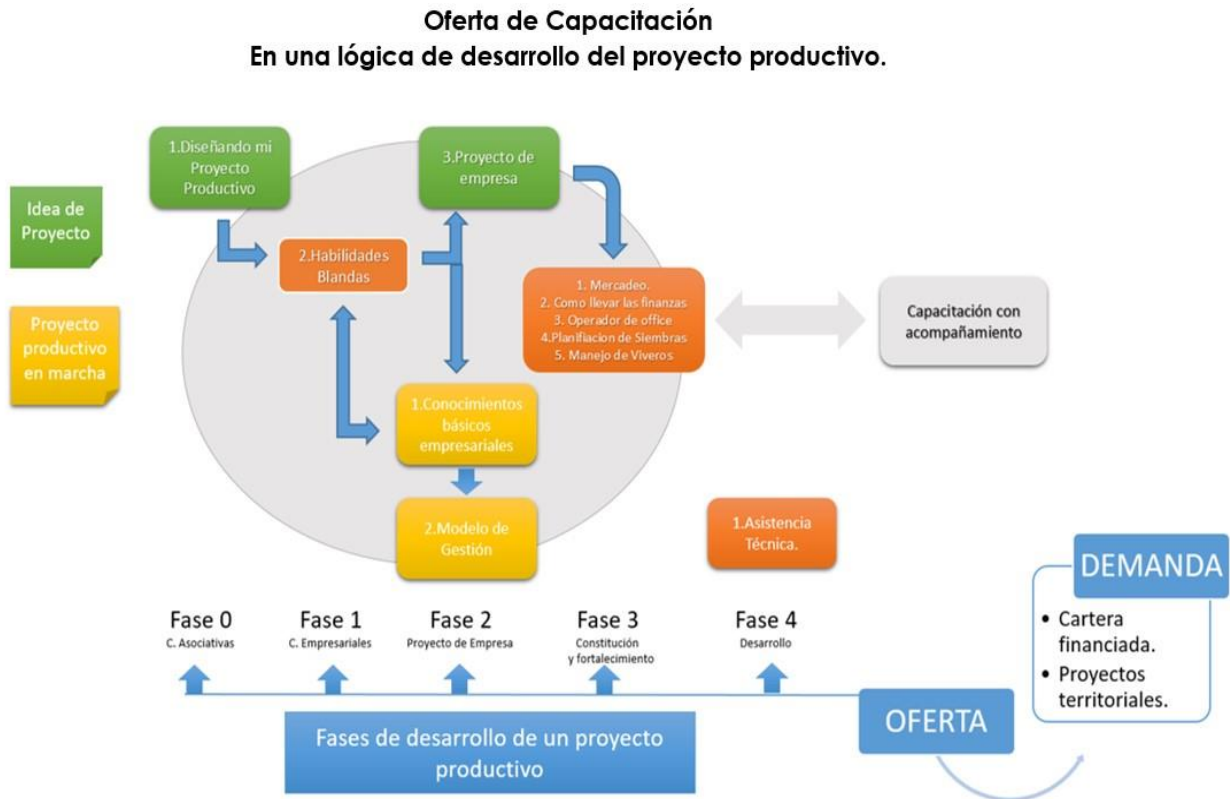 Oferta de Capacitación
En una lógica de desarrollo del proyecto productivo.
Idea de
Proyecto
Proyecto
productivo
en marcha
1.Diseñando mi
Proyecto
Productivo
2.Habilidades
Blandas
3.Proyecto de
empresa
1. Mercadeo.
2. Como llevar las finanzas
3. Operador de office
4.Planifiacion de Siembras
5. Manejo de Viveros
Capacitación con
acompañamiento
1.Conocimientos
básicos
empresariales
2.Modelo de
Gestión
1.Asistencia
Técnica.
Fase 0
C. Asociativas
Fase 1
C. Empresariales
Fase 2
Proyecto de Empresa
Fase 3
Constitución
y fortalecimiento
Fase 4
Desarrollo
Fases de desarrollo de un proyecto
productivo
OFERTA
DEMANDA
• Cartera
financiada.
• Proyectos
territoriales.